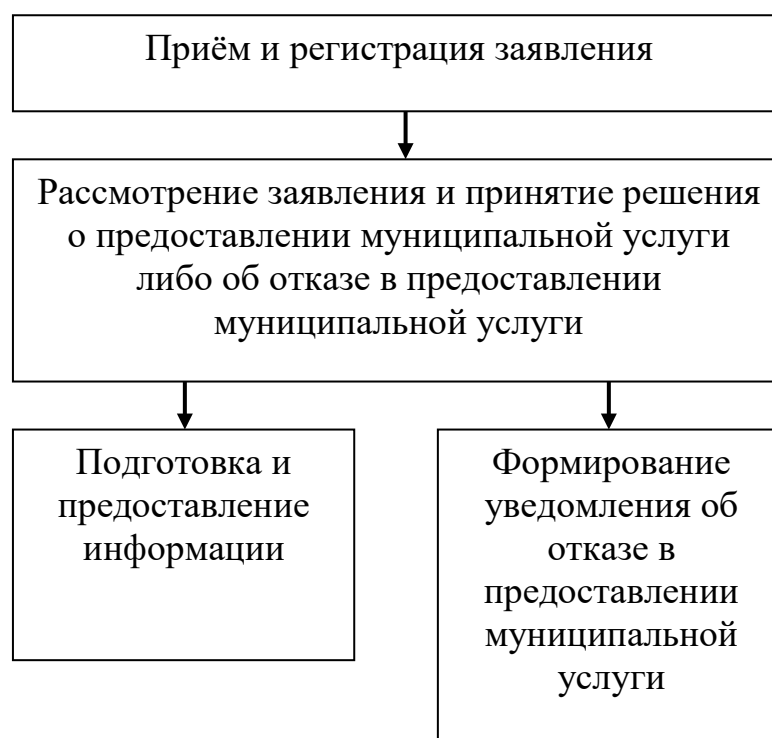 Приём и регистрация заявления
Рассмотрение заявления и принятие решения
о предоставлении муниципальной услуги
либо об отказе в предоставлении
муниципальной услуги
Подготовка и
предоставление
информации
Формирование
уведомления об
отказе в
предоставлении
муниципальной
услуги